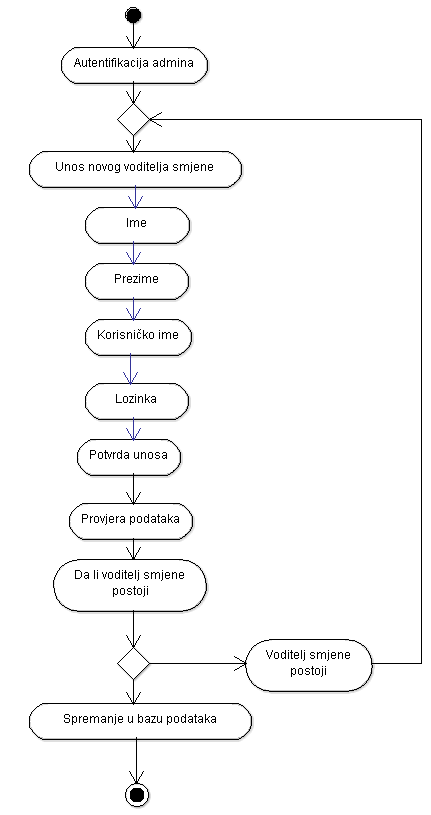 Autentifikacija admina
Unos novog voditelja smjene
Ime
Prezime
Korisničko ime
Lozinka
Potvrda unosa
Provjera podataka
Da li voditelj smjene
postoji
Voditelj smjene
postoji
Spremanje u bazu podataka